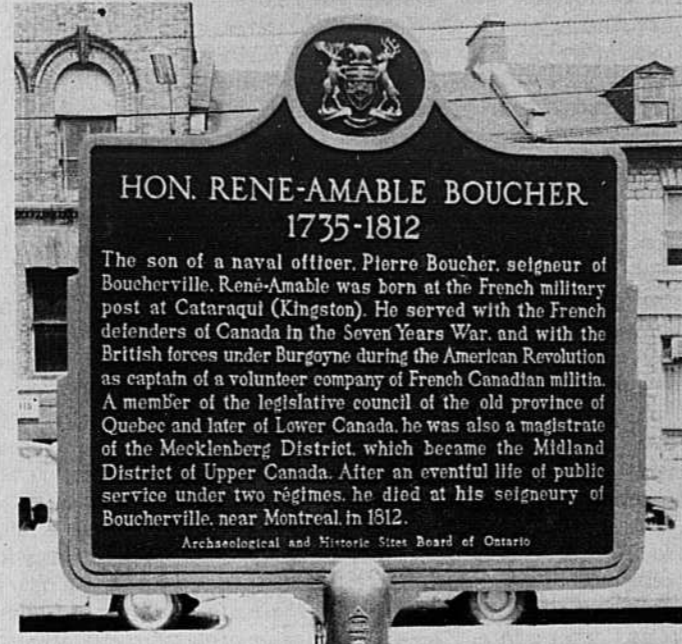 HON. RENE-AMABLE BOUCHER
1735-1812
The son of a naval officer, Pierre Boucher, seigneur of
Boucherville, René-Amable was born at the French military
post at Cataraqui (Kingston). He served with the French
defenders of Canada in the Seven Years War, and with the
British forces under Burgoyne during the American Revolution
as captain of a volunteer company of French Canadian militia.
A member of the legislative council of the old province of
Quebec and later of Lower Canada, he was also a magistrate
of the Mecklenberg District, which became the Midland
District of Upper Canada. After an eventful life of public
service under two régimes, he died at his seigneury of
Boucherville, near Montreal, in 1812.
Archaeological and Historic Sites Board of Ontario